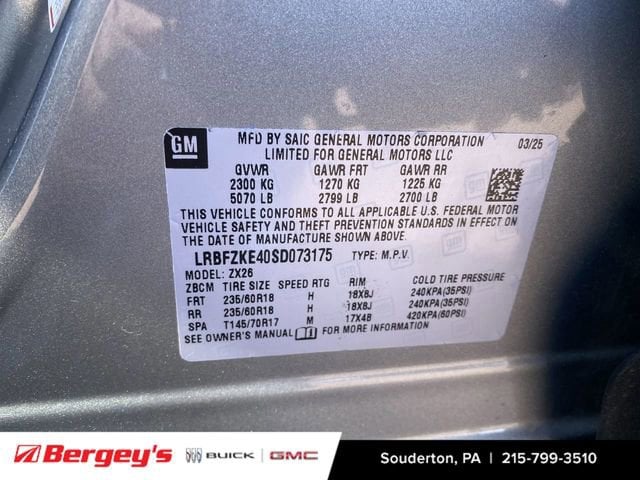 GM
MFD BY SAIC GENERAL MOTORS CORPORATION 03/25
LIMITED FOR GENERAL MOTORS LLC
GVWR GAWR FRT GAWR RR
2300 KG 1270 KG 1225 KG
5070 LB 2799 LB 2700 LB
THIS VEHICLE CONFORMS TO ALL APPLICABLE U.S. FEDERAL MOTOR
VEHICLE SAFETY AND THEFT PREVENTION STANDARDS IN EFFECT ON
THE DATE OF MANUFACTURE SHOWN ABOVE.
LRBFZKE40SD073175 TYPE: M.P.V.
MODEL: ZX26
ZBCM TIRE SIZE SPEED RTG RIM COLD TIRE PRESSURE
FRT 235/60R18 H 18X8J 240KPA(35PSI)
RR 235/60R18 H 18X8J 240KPA(35PSI)
SPA T145/70R17 M 17X4B 420KPA(60PSI)
SEE OWNER'S MANUAL FOR MORE INFORMATION
Bergey's BUICK GMC Souderton, PA | 215-799-3510